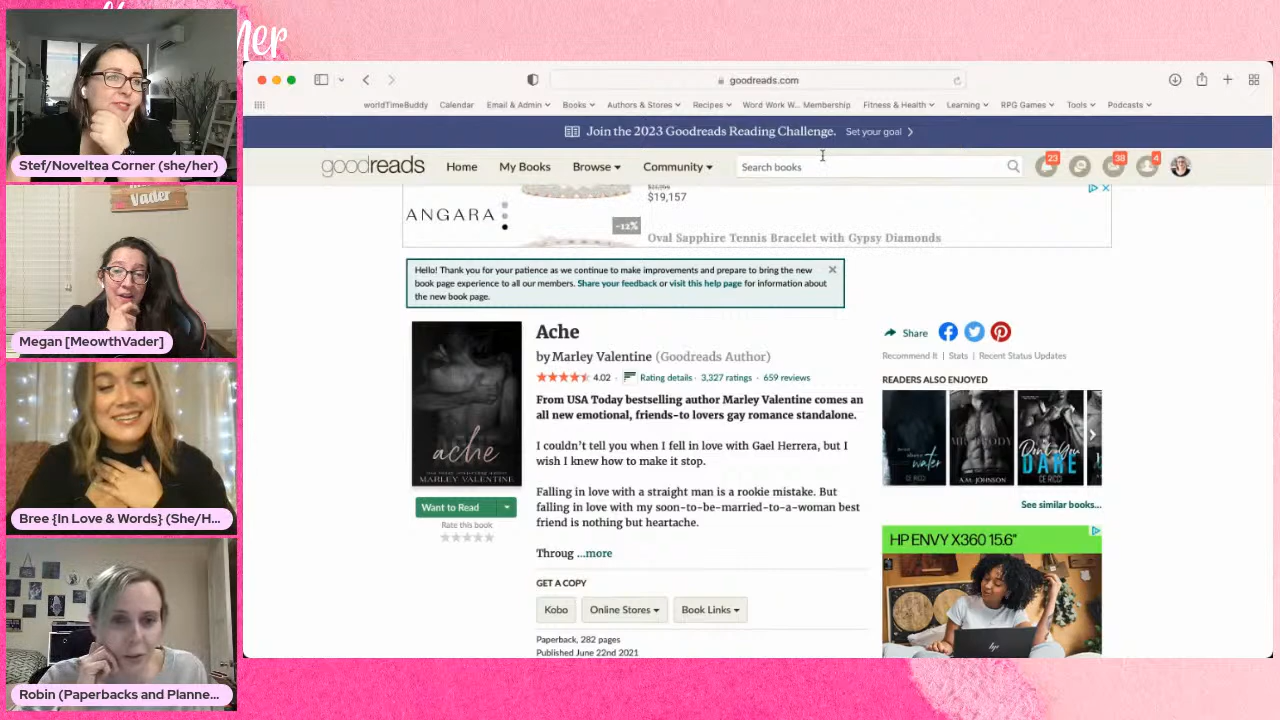 Mer
Stef/Noveltea Corner (she/her)
Vader
Megan [MeowthVader]
Bree {In Love & Words} (She/H...
Robin (Paperbacks and Planne...
goodreads.com
worldTimeBuddy Calendar Email & Admin Books Authors & Stores Recipes Word Work W... Membership Fitness & Health Learning RPG Games Tools Podcasts
Join the 2023 Goodreads Reading Challenge. Set your goal
goodreads Home My Books Browse Community Search books 23 38 4
ANGARA
-12%
$19,157
Oval Sapphire Tennis Bracelet with Gypsy Diamonds
Hello! Thank you for your patience as we continue to make improvements and prepare to bring the new
book page experience to all our members. Share your feedback or visit this help page for information
about the new book page.
ache
MARLEY VALENTINE
Want to Read
Rate this book
Ache
by Marley Valentine (Goodreads Author)
4.02 · Rating details · 3,327 ratings · 659 reviews
From USA Today bestselling author Marley Valentine comes an
all new emotional, friends-to lovers gay romance standalone.
I couldn't tell you when I fell in love with Gael Herrera, but I
wish I knew how to make it stop.
Falling in love with a straight man is a rookie mistake. But
falling in love with my soon-to-be-married-to-a-woman best
friend is nothing but heartache.
Throug ...more
GET A COPY
Kobo Online Stores Book Links
Paperback, 282 pages
Published June 22nd 2021
Share
Recommend It | Stats | Recent Status Updates
READERS ALSO ENJOYED
water
A.M. JOHNSON
Don't You
DARE
CE RICCI
See similar books...
HP ENVY X360 15.6"
hp